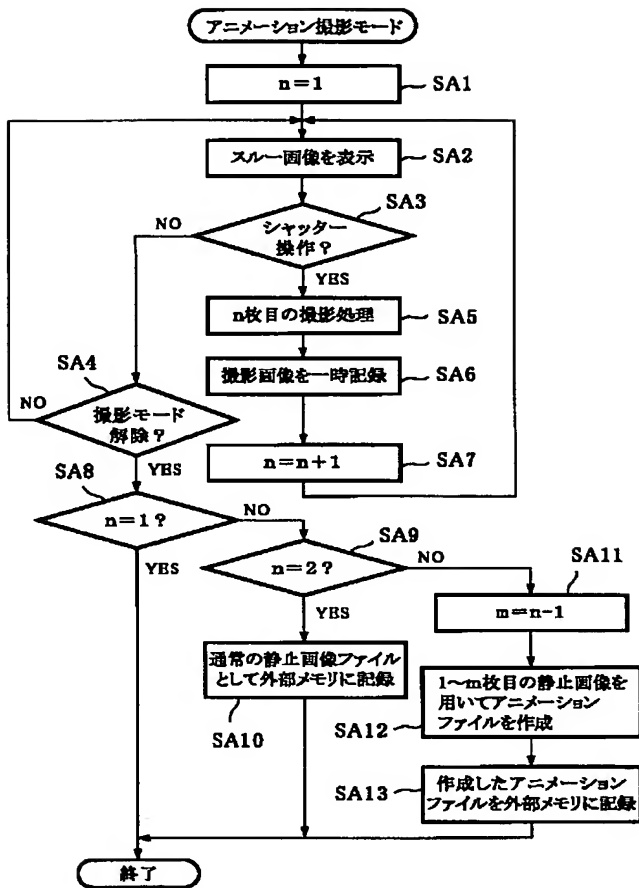 アニメーション撮影モード
n=1
SA1
スルー画像を表示
SA2
SA3
シャッター
操作？
NO
YES
n枚目の撮影処理
SA5
撮影画像を一時記録
SA6
n=n+1
SA7
SA4
NO
撮影モード
解除？
YES
SA8
n=1？
NO
YES
SA9
n=2？
NO
YES
SA11
m=n-1
通常の静止画像ファイル
として外部メモリに記録
SA10
1～m枚目の静止画像を
用いてアニメーション
ファイルを作成
SA12
作成したアニメーション
ファイルを外部メモリに記録
SA13
終了